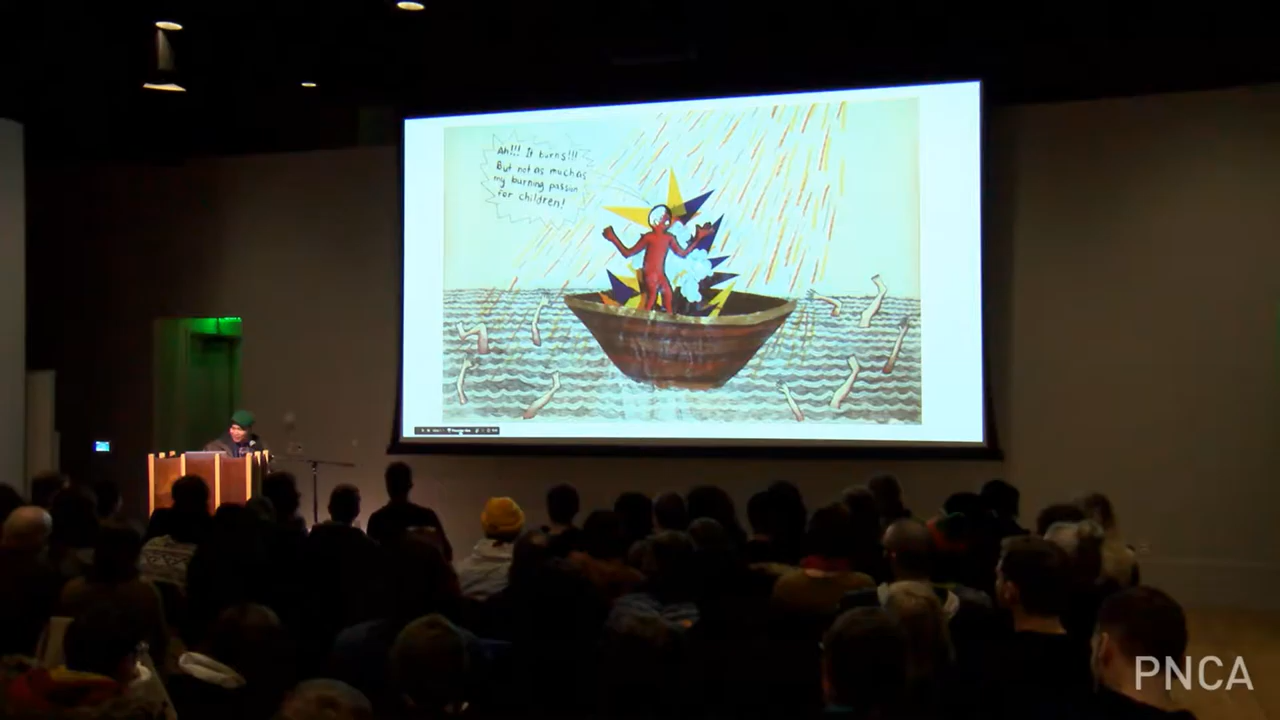 Ah!!! It burns!!!
But not as much as
my burning passion
for children!
PNCA